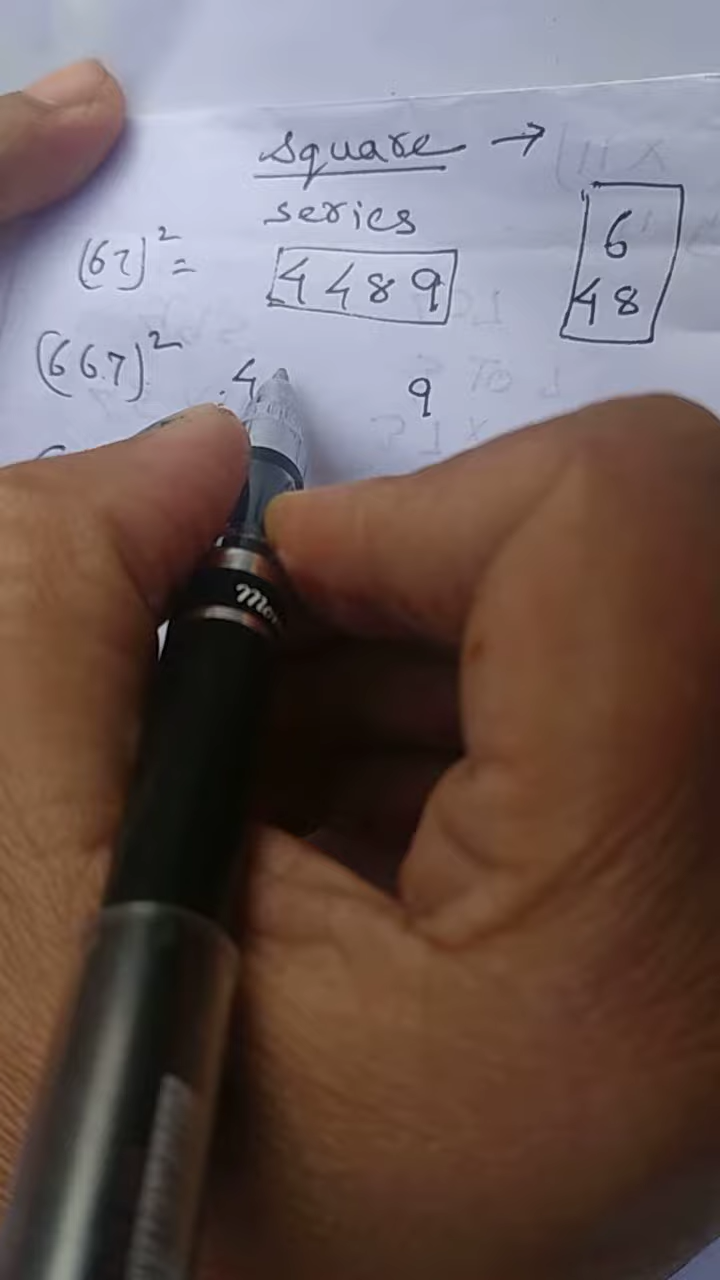 square →
series
(67)² = 4489
6
48
(667)² 4 9